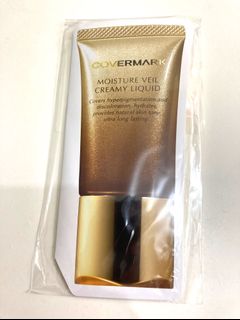 COVERMARK
MOISTURE VEIL
CREAMY LIQUID
Covers hyperpigmentation and
discoloration, hydrates,
provides natural skin tone
ultra long lasting.